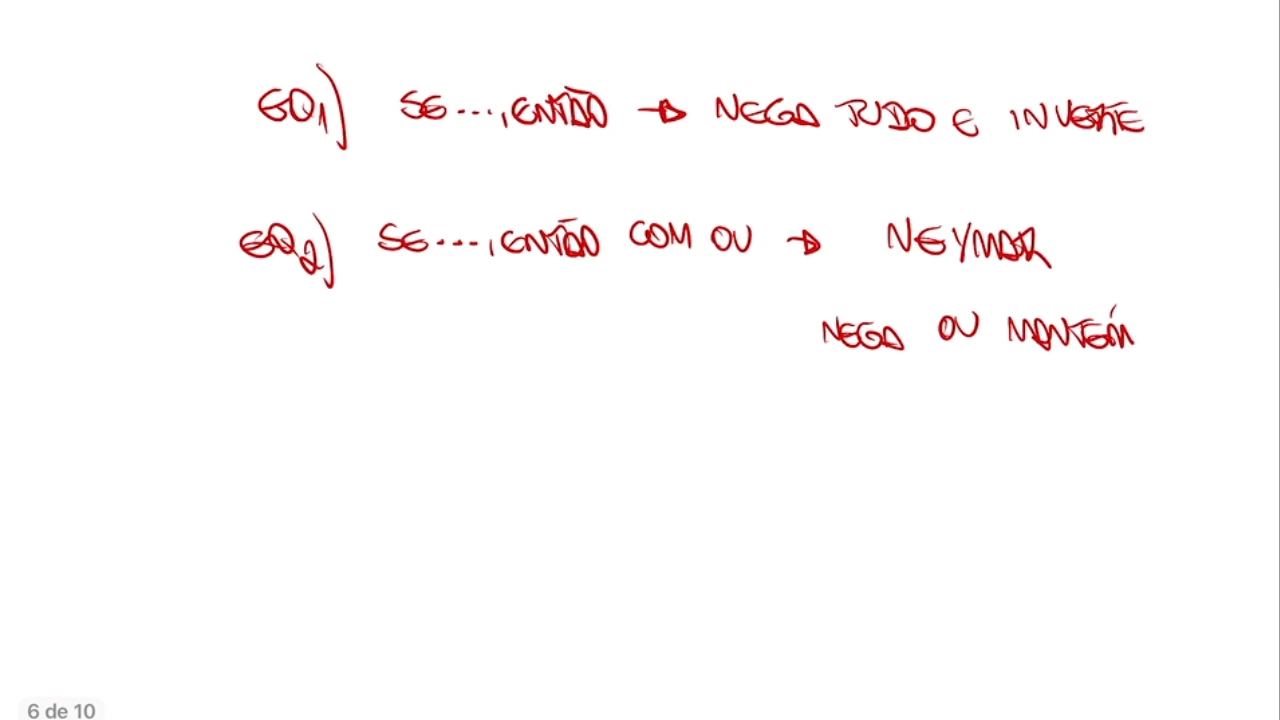 EQ1) SE...,ENTÃO → NEGA TUDO E INVERTE
EQ2) SE...,ENTÃO COM OU → NEYMAR
NEGA OU MANTÉM
6 de 10